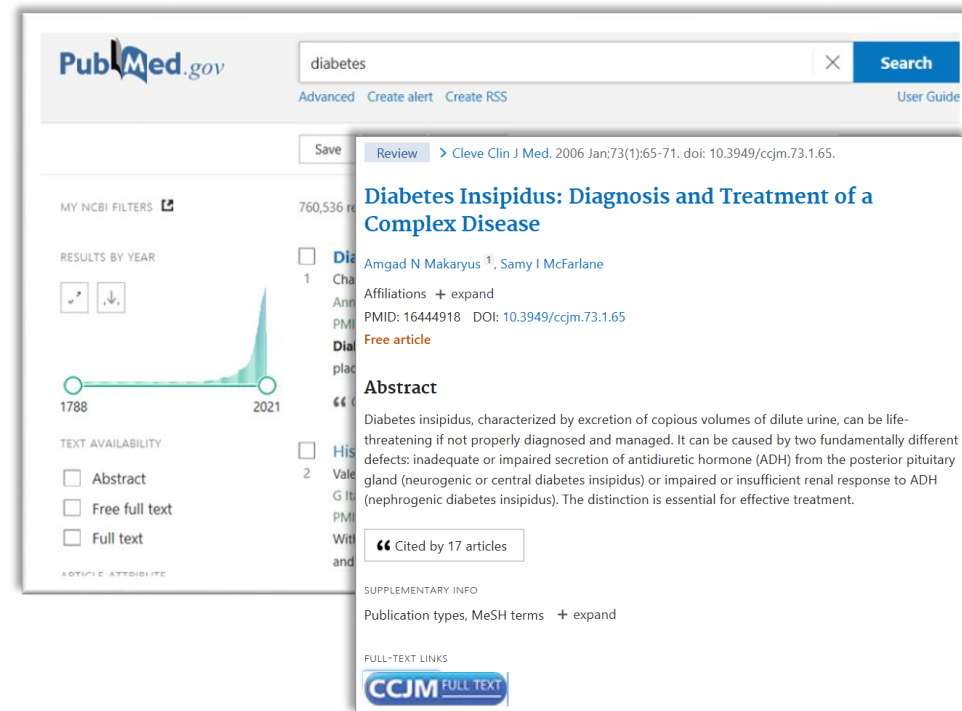 PubMed.gov
diabetes
Search
Advanced Create alert Create RSS
User Guide
Save
MY NCBI FILTERS
760,536
RESULTS BY YEAR
1788
2021
TEXT AVAILABILITY
Abstract
Free full text
Full text
ARTICLE ATTRIBUTE
1
2
Review > Cleve Clin J Med. 2006 Jan;73(1):65-71. doi: 10.3949/ccjm.73.1.65.
Diabetes Insipidus: Diagnosis and Treatment of a
Complex Disease
Amgad N Makaryus 1, Samy I McFarlane
Affiliations + expand
PMID: 16444918 DOI: 10.3949/ccjm.73.1.65
Free article
Abstract
Diabetes insipidus, characterized by excretion of copious volumes of dilute urine, can be life-
threatening if not properly diagnosed and managed. It can be caused by two fundamentally different
defects: inadequate or impaired secretion of antidiuretic hormone (ADH) from the posterior pituitary
gland (neurogenic or central diabetes insipidus) or impaired or insufficient renal response to ADH
(nephrogenic diabetes insipidus). The distinction is essential for effective treatment.
Cited by 17 articles
SUPPLEMENTARY INFO
Publication types, MeSH terms + expand
FULL-TEXT LINKS
CCJM FULL TEXT